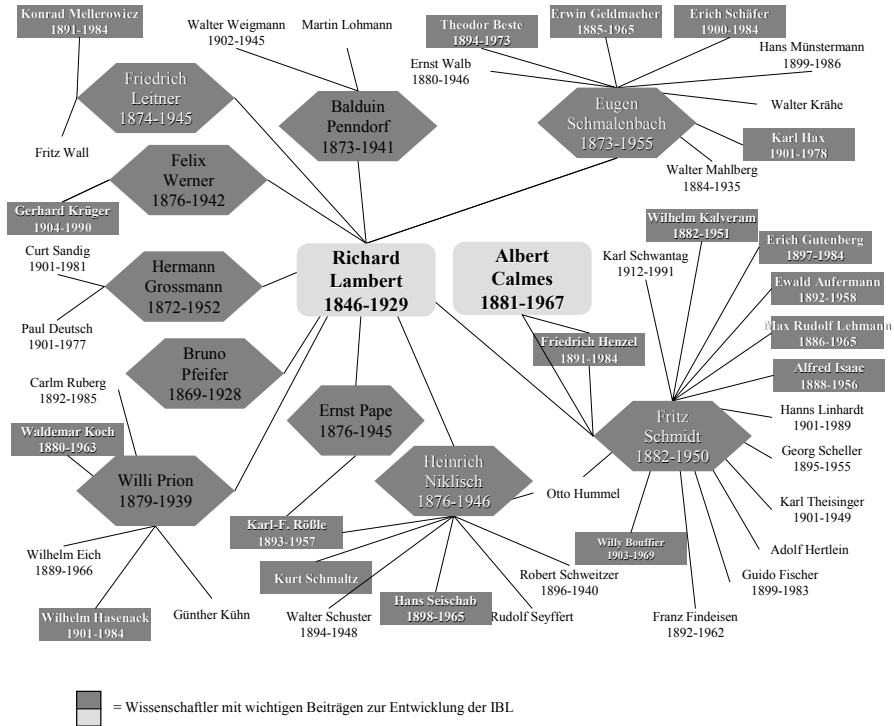 Konrad Mellerowicz
1891-1984
Walter Weigmann
1902-1945
Martin Lohmann
Theodor Beste
1894-1973
Erwin Geldmacher
1885-1965
Erich Schäfer
1900-1984
Ernst Walb
1880-1946
Hans Münstermann
1899-1986
Friedrich
Leitner
1874-1945
Balduin
Penndorf
1873-1941
Eugen
Schmalenbach
1873-1955
Walter Krähe
Karl Hax
1901-1978
Fritz Wall
Felix
Werner
1876-1942
Walter Mahlberg
1884-1935
Gerhard Krüger
1904-1990
Wilhelm Kalveram
1882-1951
Curt Sandig
1901-1981
Hermann
Grossmann
1872-1952
Richard
Lambert
1846-1929
Albert
Calmes
1881-1967
Karl Schwantag
1912-1991
Erich Gutenberg
1897-1984
Ewald Aufermann
1892-1958
Paul Deutsch
1901-1977
Max Rudolf Lehmann
1886-1965
Friedrich Henzel
1891-1984
Bruno
Pfeifer
1869-1928
Alfred Isaac
1888-1956
Carlm Ruberg
1892-1985
Ernst Pape
1876-1945
Fritz
Schmidt
1882-1950
Hanns Linhardt
1901-1989
Waldemar Koch
1880-1963
Willi Prion
1879-1939
Heinrich
Niklisch
1876-1946
Georg Scheller
1895-1955
Otto Hummel
Karl Theisinger
1901-1949
Karl-F. Rößle
1893-1957
Willy Bouffier
1903-1969
Adolf Hertlein
Wilhelm Eich
1889-1966
Kurt Schmaltz
Robert Schweitzer
1896-1940
Guido Fischer
1899-1983
Wilhelm Hasenack
1901-1984
Günther Kühn
Walter Schuster
1894-1948
Hans Seischab
1898-1965
Rudolf Seyffert
Franz Findeisen
1892-1962
= Wissenschaftler mit wichtigen Beiträgen zur Entwicklung der IBL